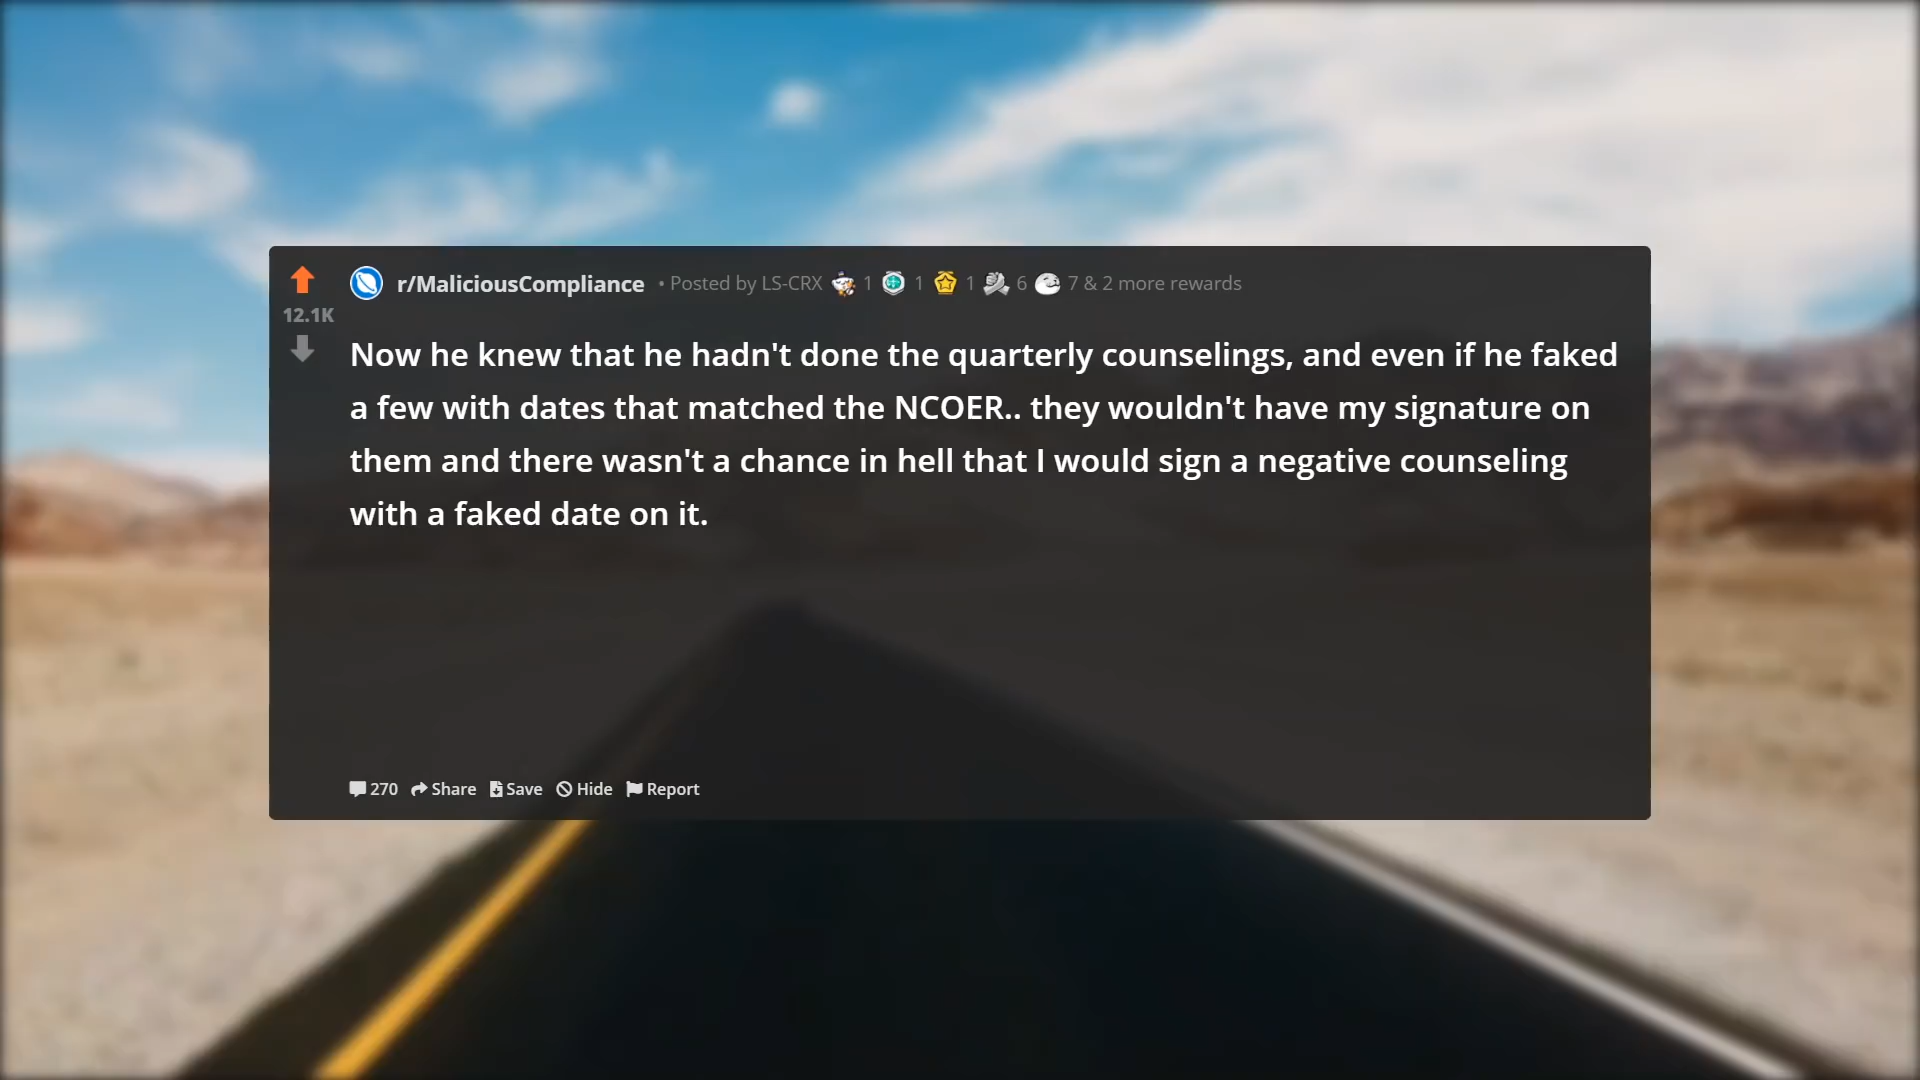 r/MaliciousCompliance • Posted by LS-CRX 1 1 1 6 7 & 2 more rewards
12.1K
Now he knew that he hadn't done the quarterly counselings, and even if he faked
a few with dates that matched the NCOER.. they wouldn't have my signature on
them and there wasn't a chance in hell that I would sign a negative counseling
with a faked date on it.
270 Share Save Hide Report